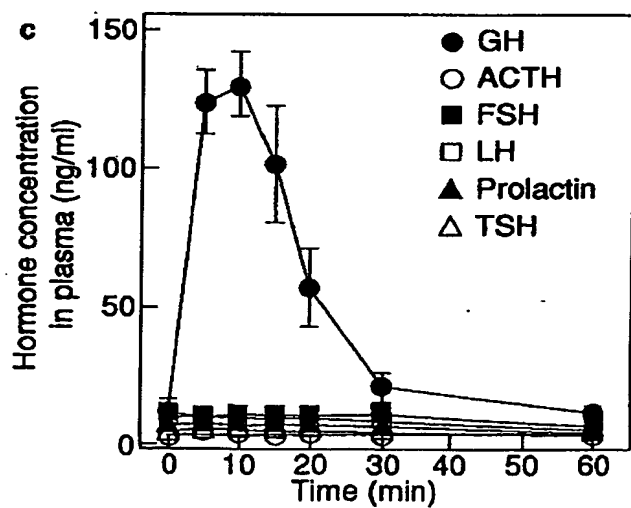 c
150
100
50
0
Hormone concentration
in plasma (ng/ml)
GH
ACTH
FSH
LH
Prolactin
TSH
0 10 20 30 40 50 60
Time (min)